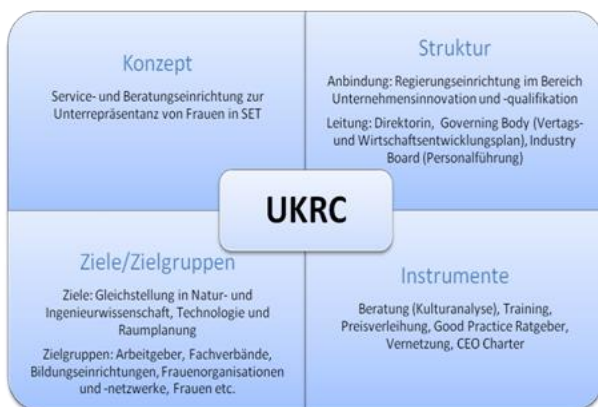 Konzept
Service- und Beratungseinrichtung zur
Unterrepräsentanz von Frauen in SET
Struktur
Anbindung: Regierungseinrichtung im Bereich
Unternehmensinnovation und -qualifikation
Leitung: Direktorin, Governing Body (Vertags-
und Wirtschaftsentwicklungsplan), Industry
Board (Personalführung)
UKRC
Ziele/Zielgruppen
Ziele: Gleichstellung in Natur- und
Ingenieurwissenschaft, Technologie und
Raumplanung
Zielgruppen: Arbeitgeber, Fachverbände,
Bildungseinrichtungen, Frauenorganisationen
und -netzwerke, Frauen etc.
Instrumente
Beratung (Kulturanalyse), Training,
Preisverleihung, Good Practice Ratgeber,
Vernetzung, CEO Charter